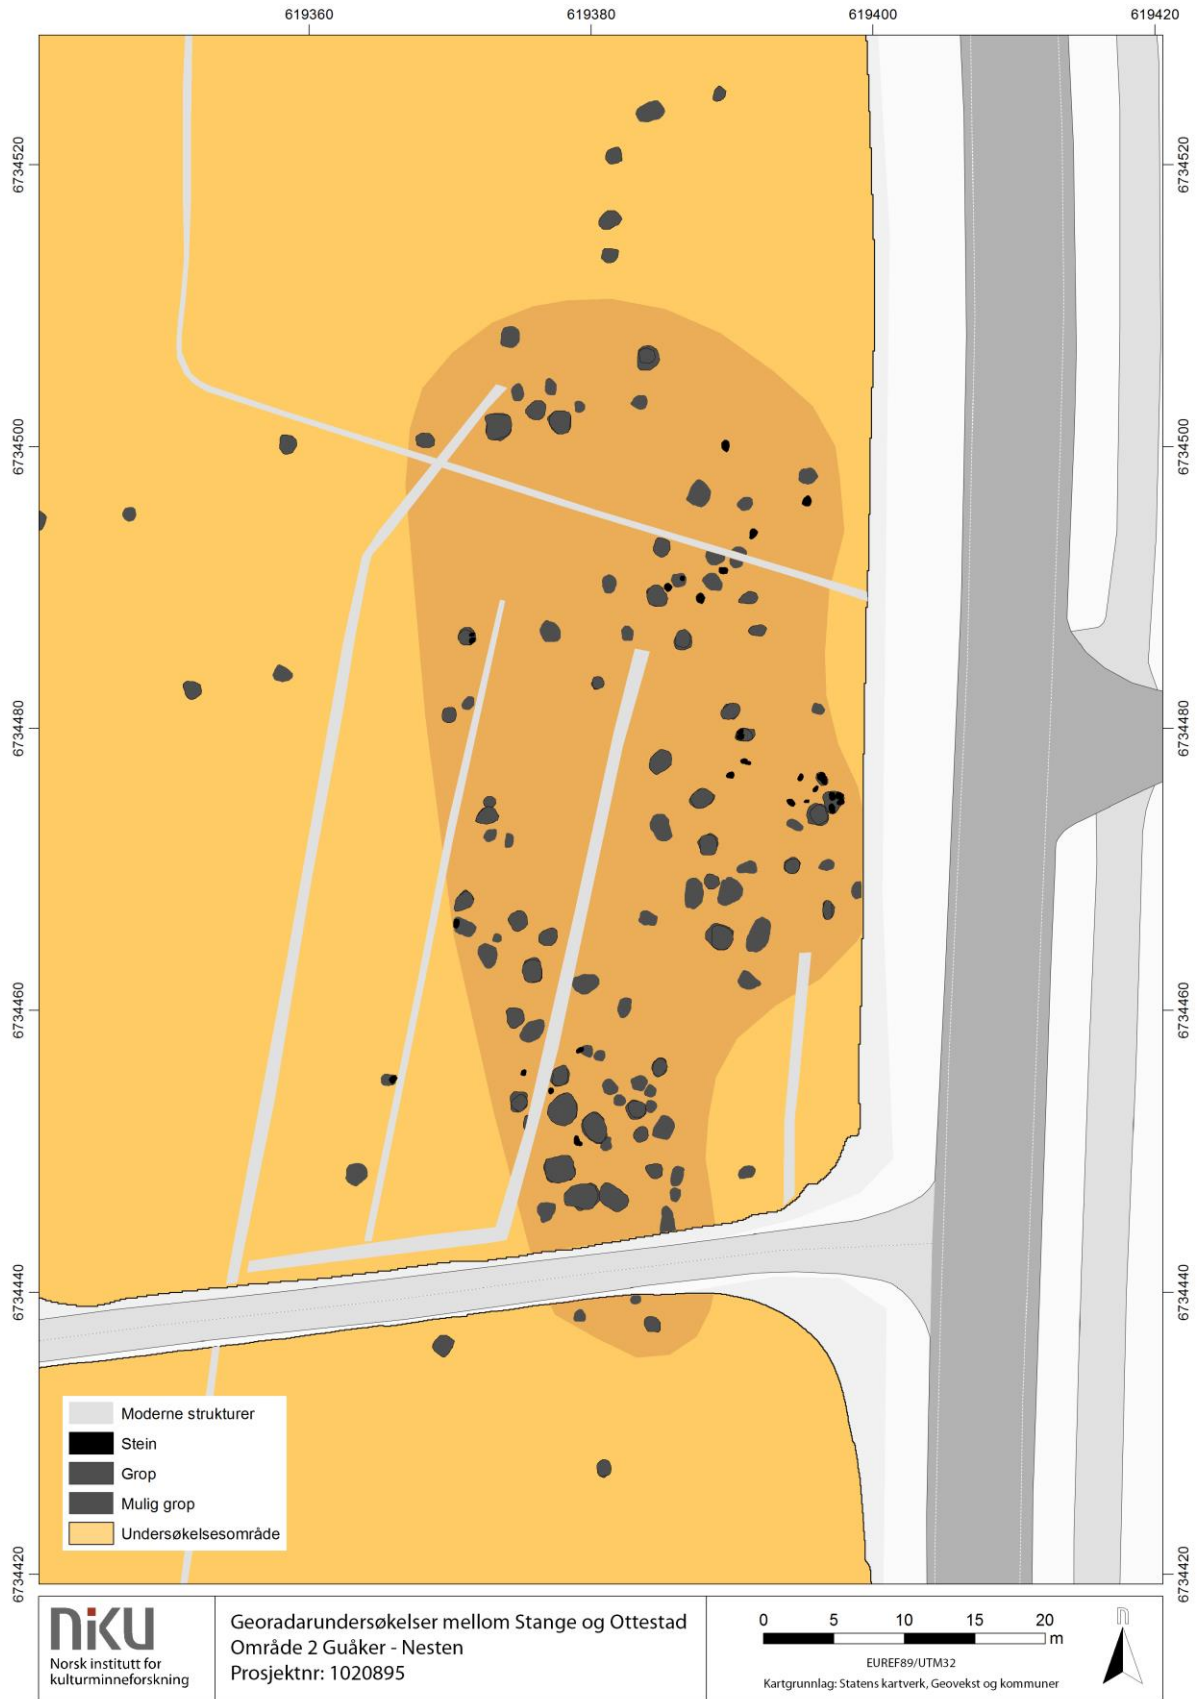 619360 619380 619400 619420
6734520 6734520
6734500 6734500
6734480 6734480
6734460 6734460
6734440 6734440
6734420 6734420
Moderne strukturer
Stein
Grop
Mulig grop
Undersøkelsesområde
niku
Norsk institutt for
kulturminneforskning
Georadarundersøkelser mellom Stange og Ottestad
Område 2 Guåker - Nesten
Prosjektnr: 1020895
0 5 10 15 20
m
EUREF89/UTM32
Kartgrunnlag: Statens kartverk, Geovekst og kommuner
n